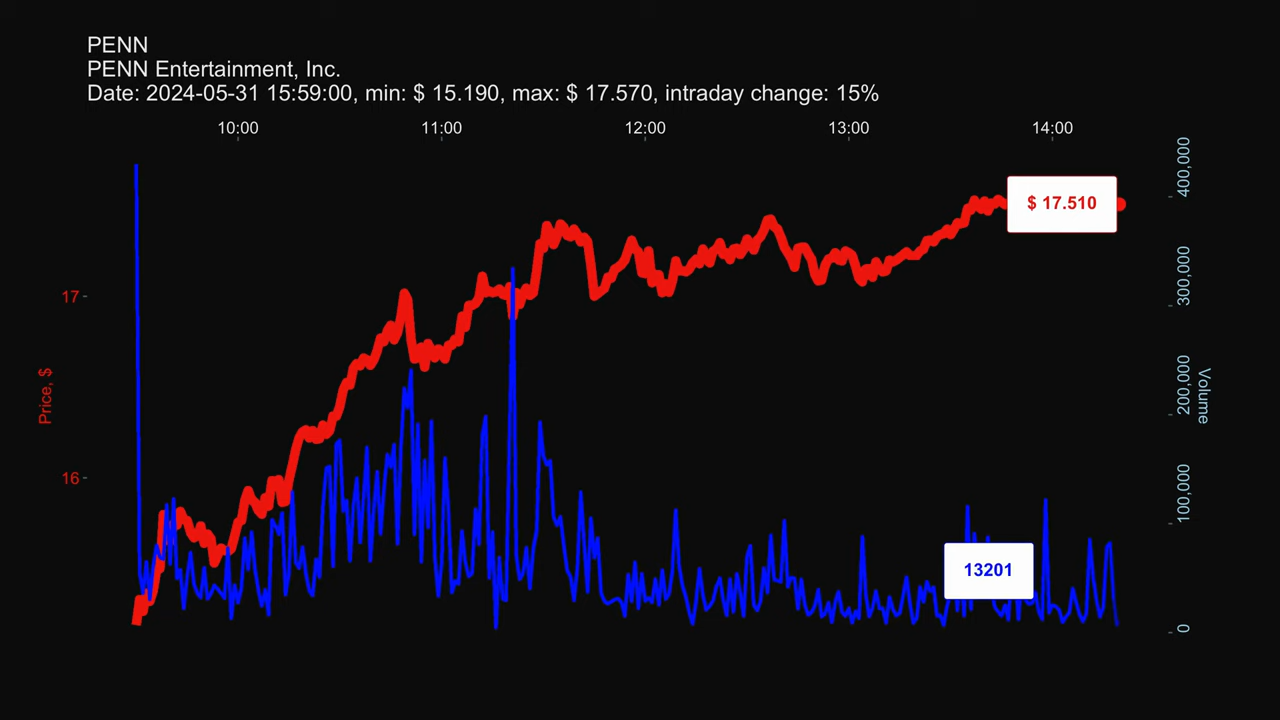 PENN
PENN Entertainment, Inc.
Date: 2024-05-31 15:59:00, min: $ 15.190, max: $ 17.570, intraday change: 15%
10:00 11:00 12:00 13:00 14:00
400,000
$ 17.510
300,000
17
Price, $
200,000
Volume
16
100,000
13201
0